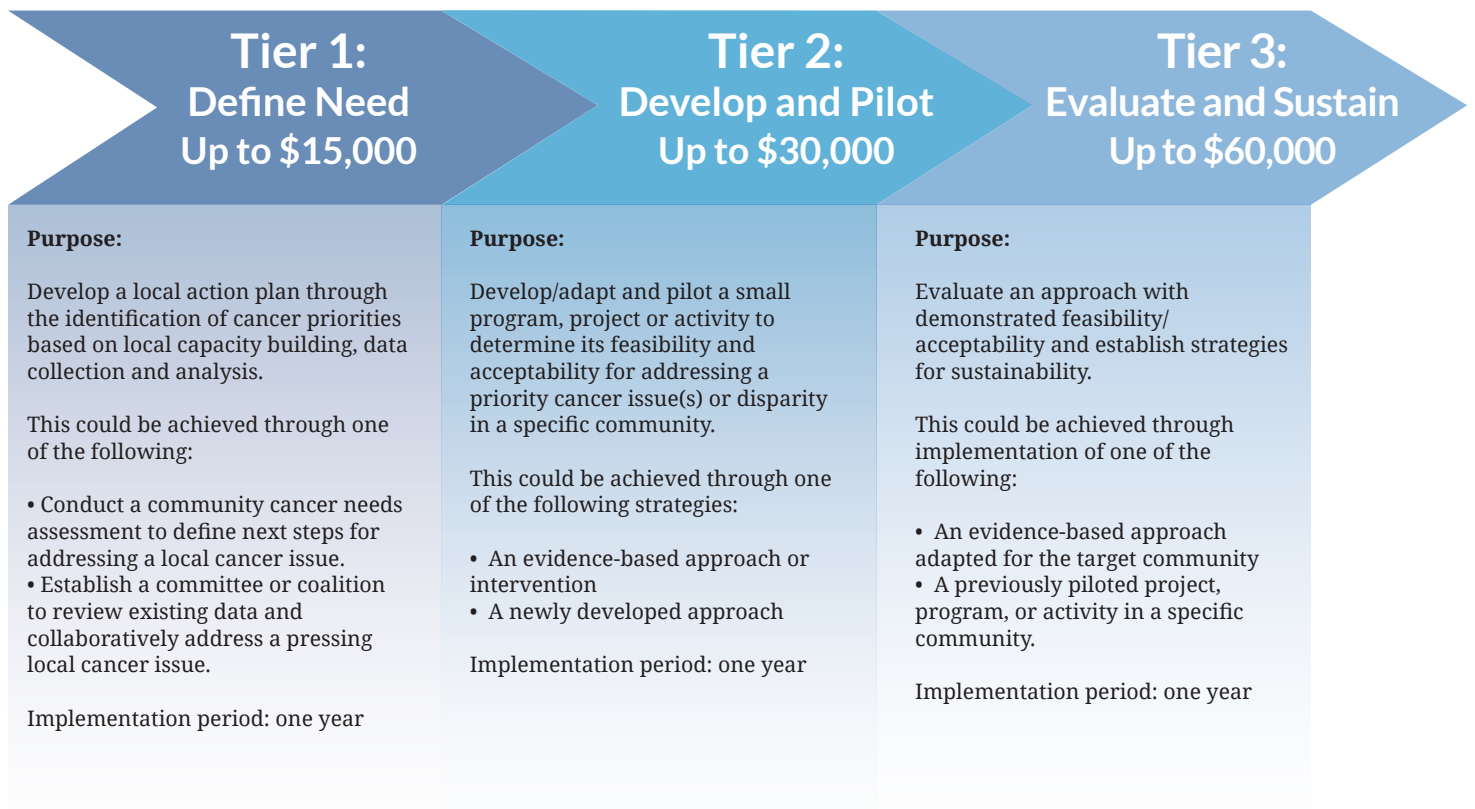 Tier 1:
Define Need
Up to $15,000
Tier 2:
Develop and Pilot
Up to $30,000
Tier 3:
Evaluate and Sustain
Up to $60,000
Purpose:
Develop a local action plan through
the identification of cancer priorities
based on local capacity building, data
collection and analysis.
This could be achieved through one
of the following:
• Conduct a community cancer needs
assessment to define next steps for
addressing a local cancer issue.
• Establish a committee or coalition
to review existing data and
collaboratively address a pressing
local cancer issue.
Implementation period: one year
Purpose:
Develop/adapt and pilot a small
program, project or activity to
determine its feasibility and
acceptability for addressing a
priority cancer issue(s) or disparity
in a specific community.
This could be achieved through one
of the following strategies:
• An evidence-based approach or
intervention
• A newly developed approach
Implementation period: one year
Purpose:
Evaluate an approach with
demonstrated feasibility/
acceptability and establish strategies
for sustainability.
This could be achieved through
implementation of one of the
following:
• An evidence-based approach
adapted for the target community
• A previously piloted project,
program, or activity in a specific
community.
Implementation period: one year